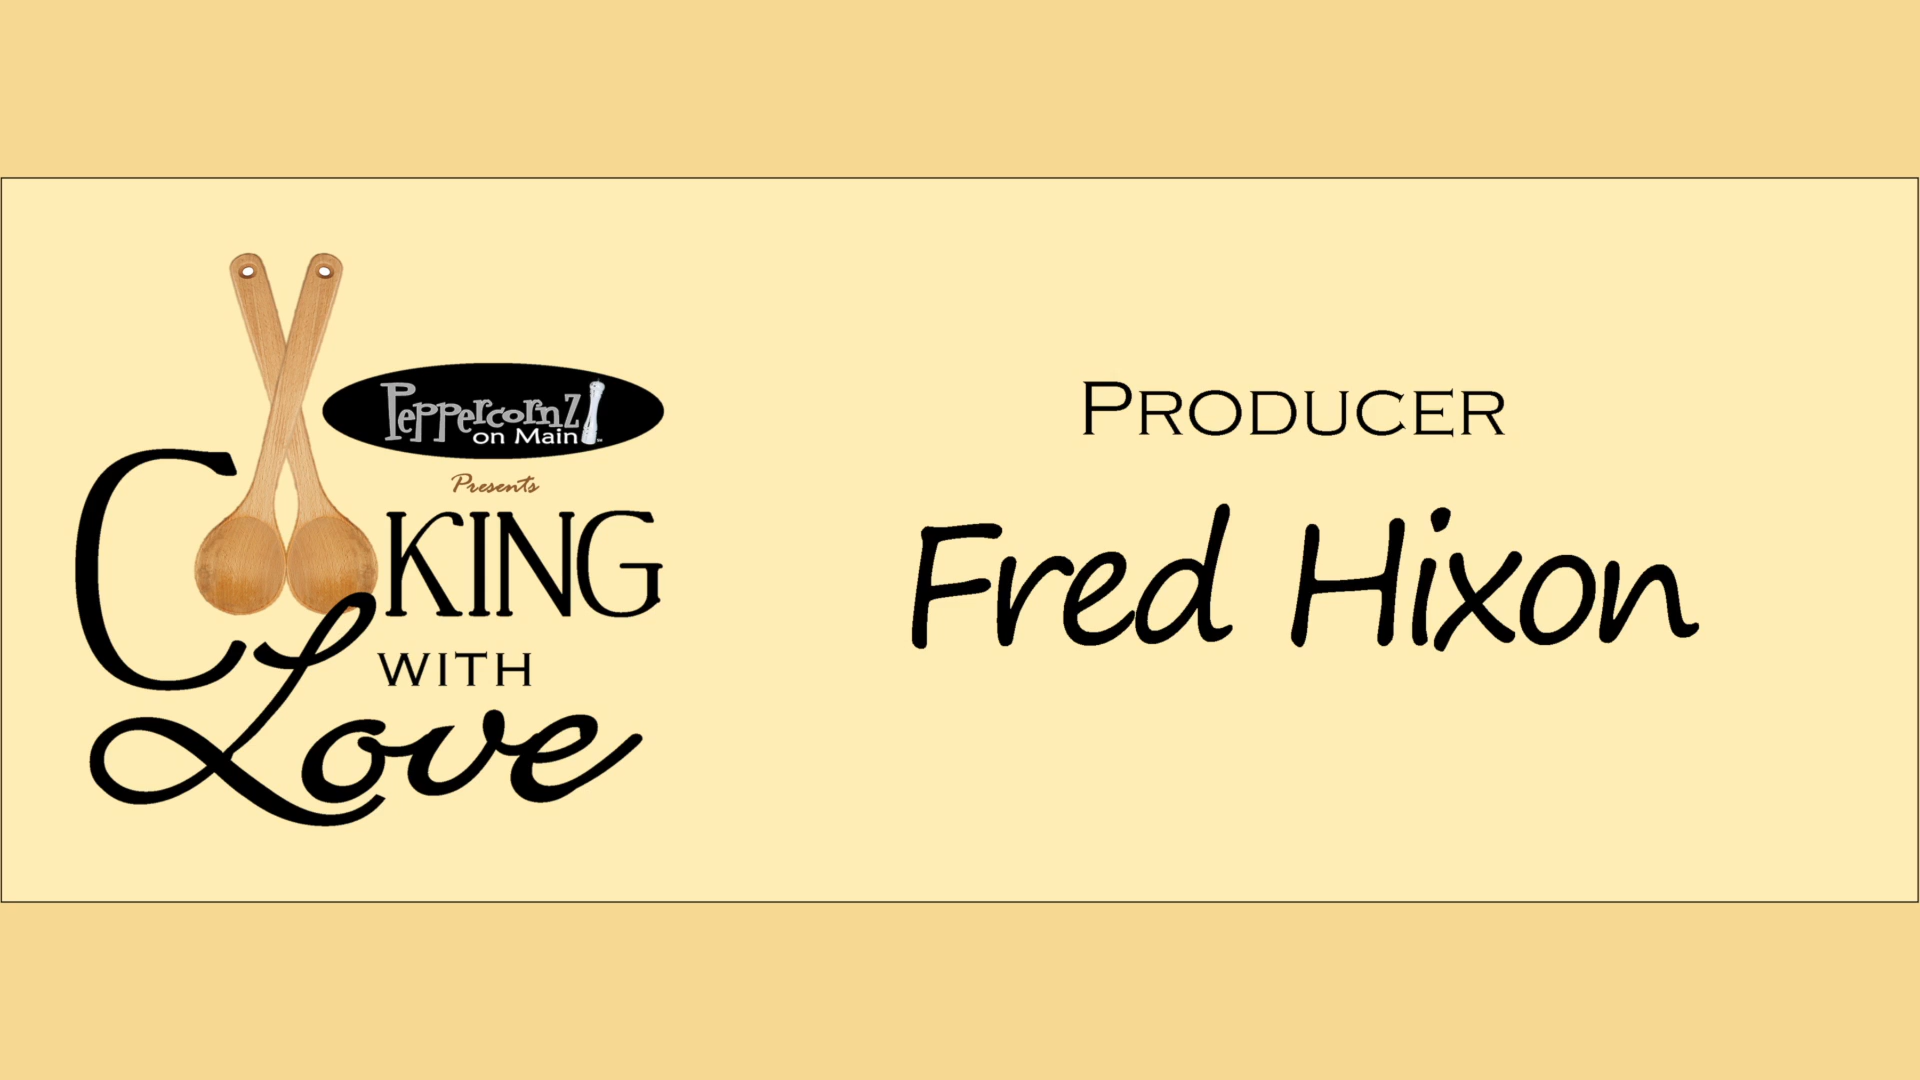 Peppercornz
on Main
Presents
COOKING
WITH
Love
PRODUCER
Fred Hixon